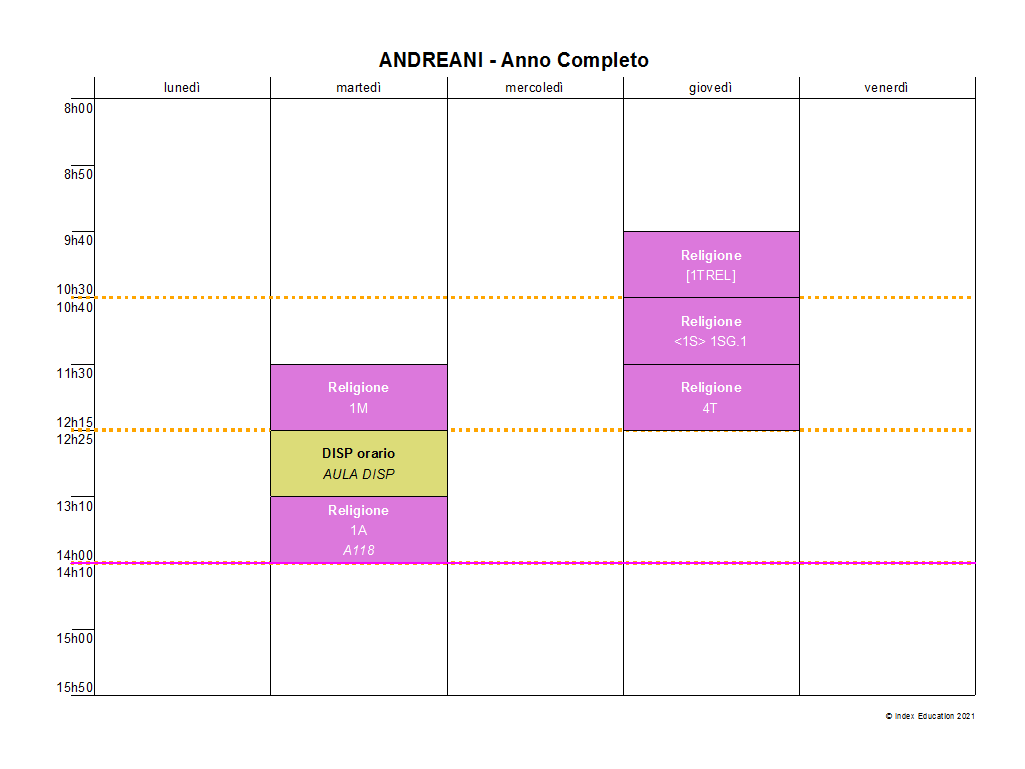 ANDREANI - Anno Completo
lunedì martedì mercoledì giovedì venerdì
8h00
8h50
9h40
Religione
[1TREL]
10h30
10h40
Religione
<1S> 1SG.1
11h30
Religione
1M
Religione
4T
12h15
12h25
DISP orario
AULA DISP
13h10
Religione
1A
A118
14h00
14h10
15h00
15h50
© Index Education 2021